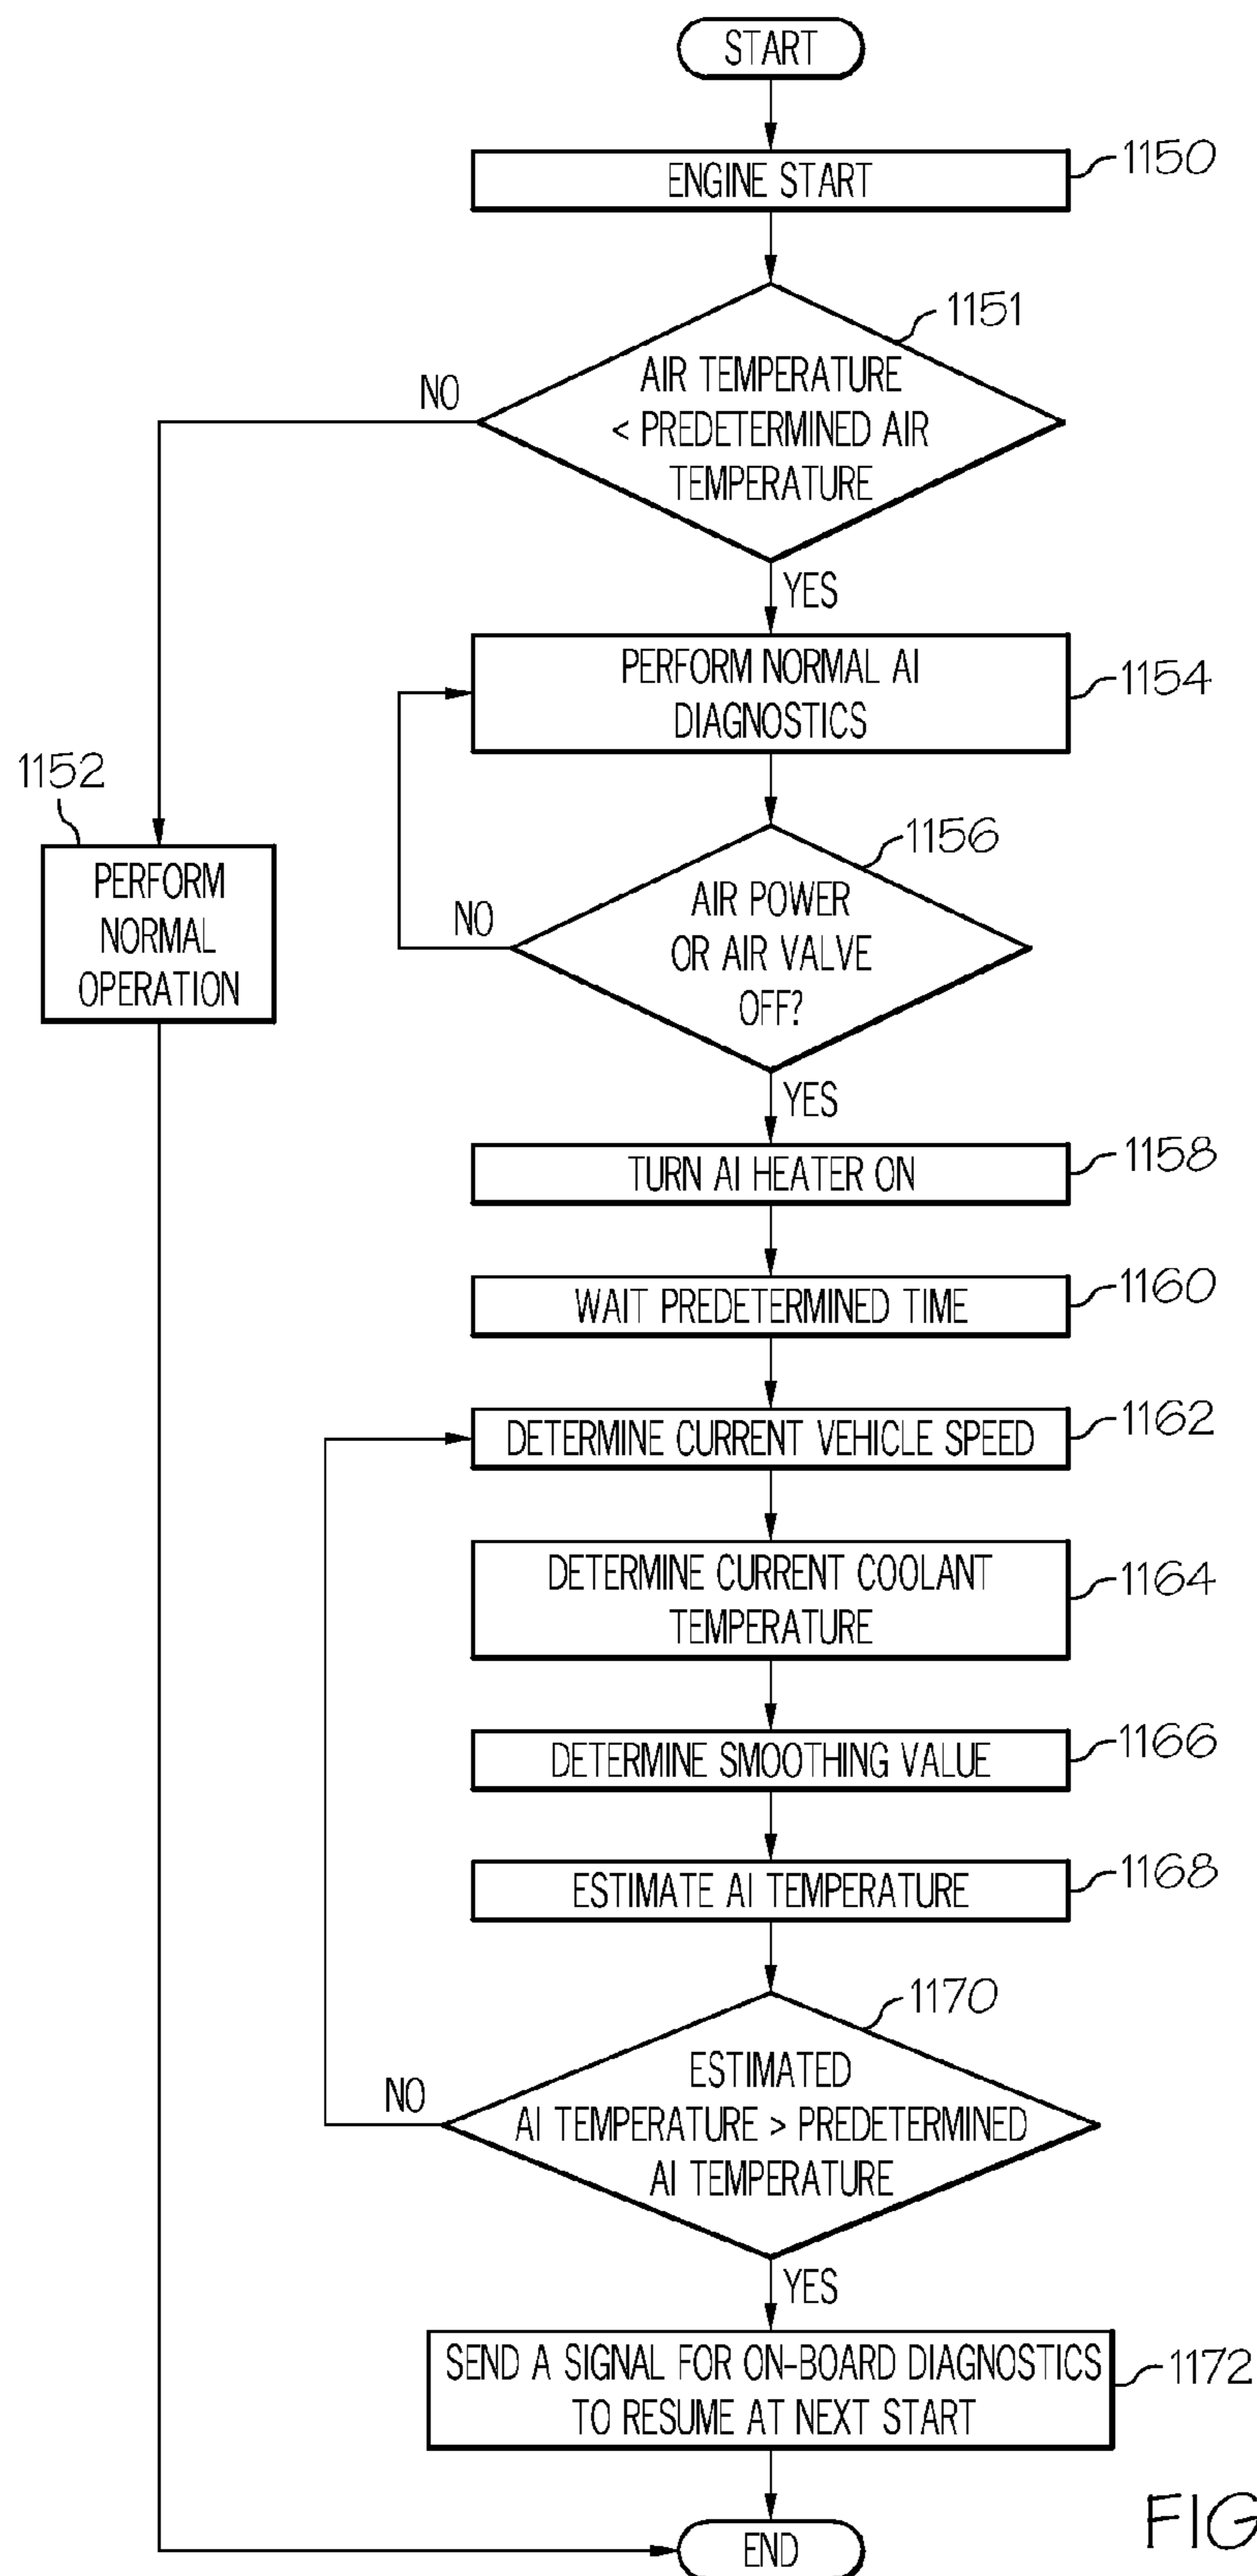 START
ENGINE START
1150
1151
AIR TEMPERATURE
< PREDETERMINED AIR
TEMPERATURE
NO
YES
PERFORM NORMAL AI
DIAGNOSTICS
1154
1152
PERFORM
NORMAL
OPERATION
1156
AIR POWER
OR AIR VALVE
OFF?
NO
YES
TURN AI HEATER ON
1158
WAIT PREDETERMINED TIME
1160
DETERMINE CURRENT VEHICLE SPEED
1162
DETERMINE CURRENT COOLANT
TEMPERATURE
1164
DETERMINE SMOOTHING VALUE
1166
ESTIMATE AI TEMPERATURE
1168
1170
ESTIMATED
AI TEMPERATURE > PREDETERMINED
AI TEMPERATURE
NO
YES
SEND A SIGNAL FOR ON-BOARD DIAGNOSTICS
TO RESUME AT NEXT START
1172
END
FIG